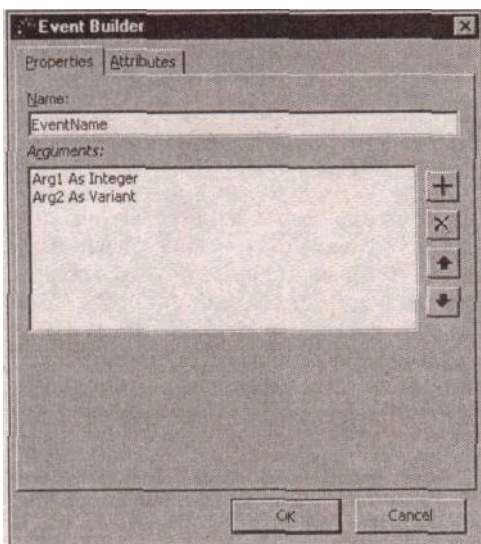 Event Builder
Properties Attributes
Name:
EventName
Arguments:
Arg1 As Integer
Arg2 As Variant
OK Cancel